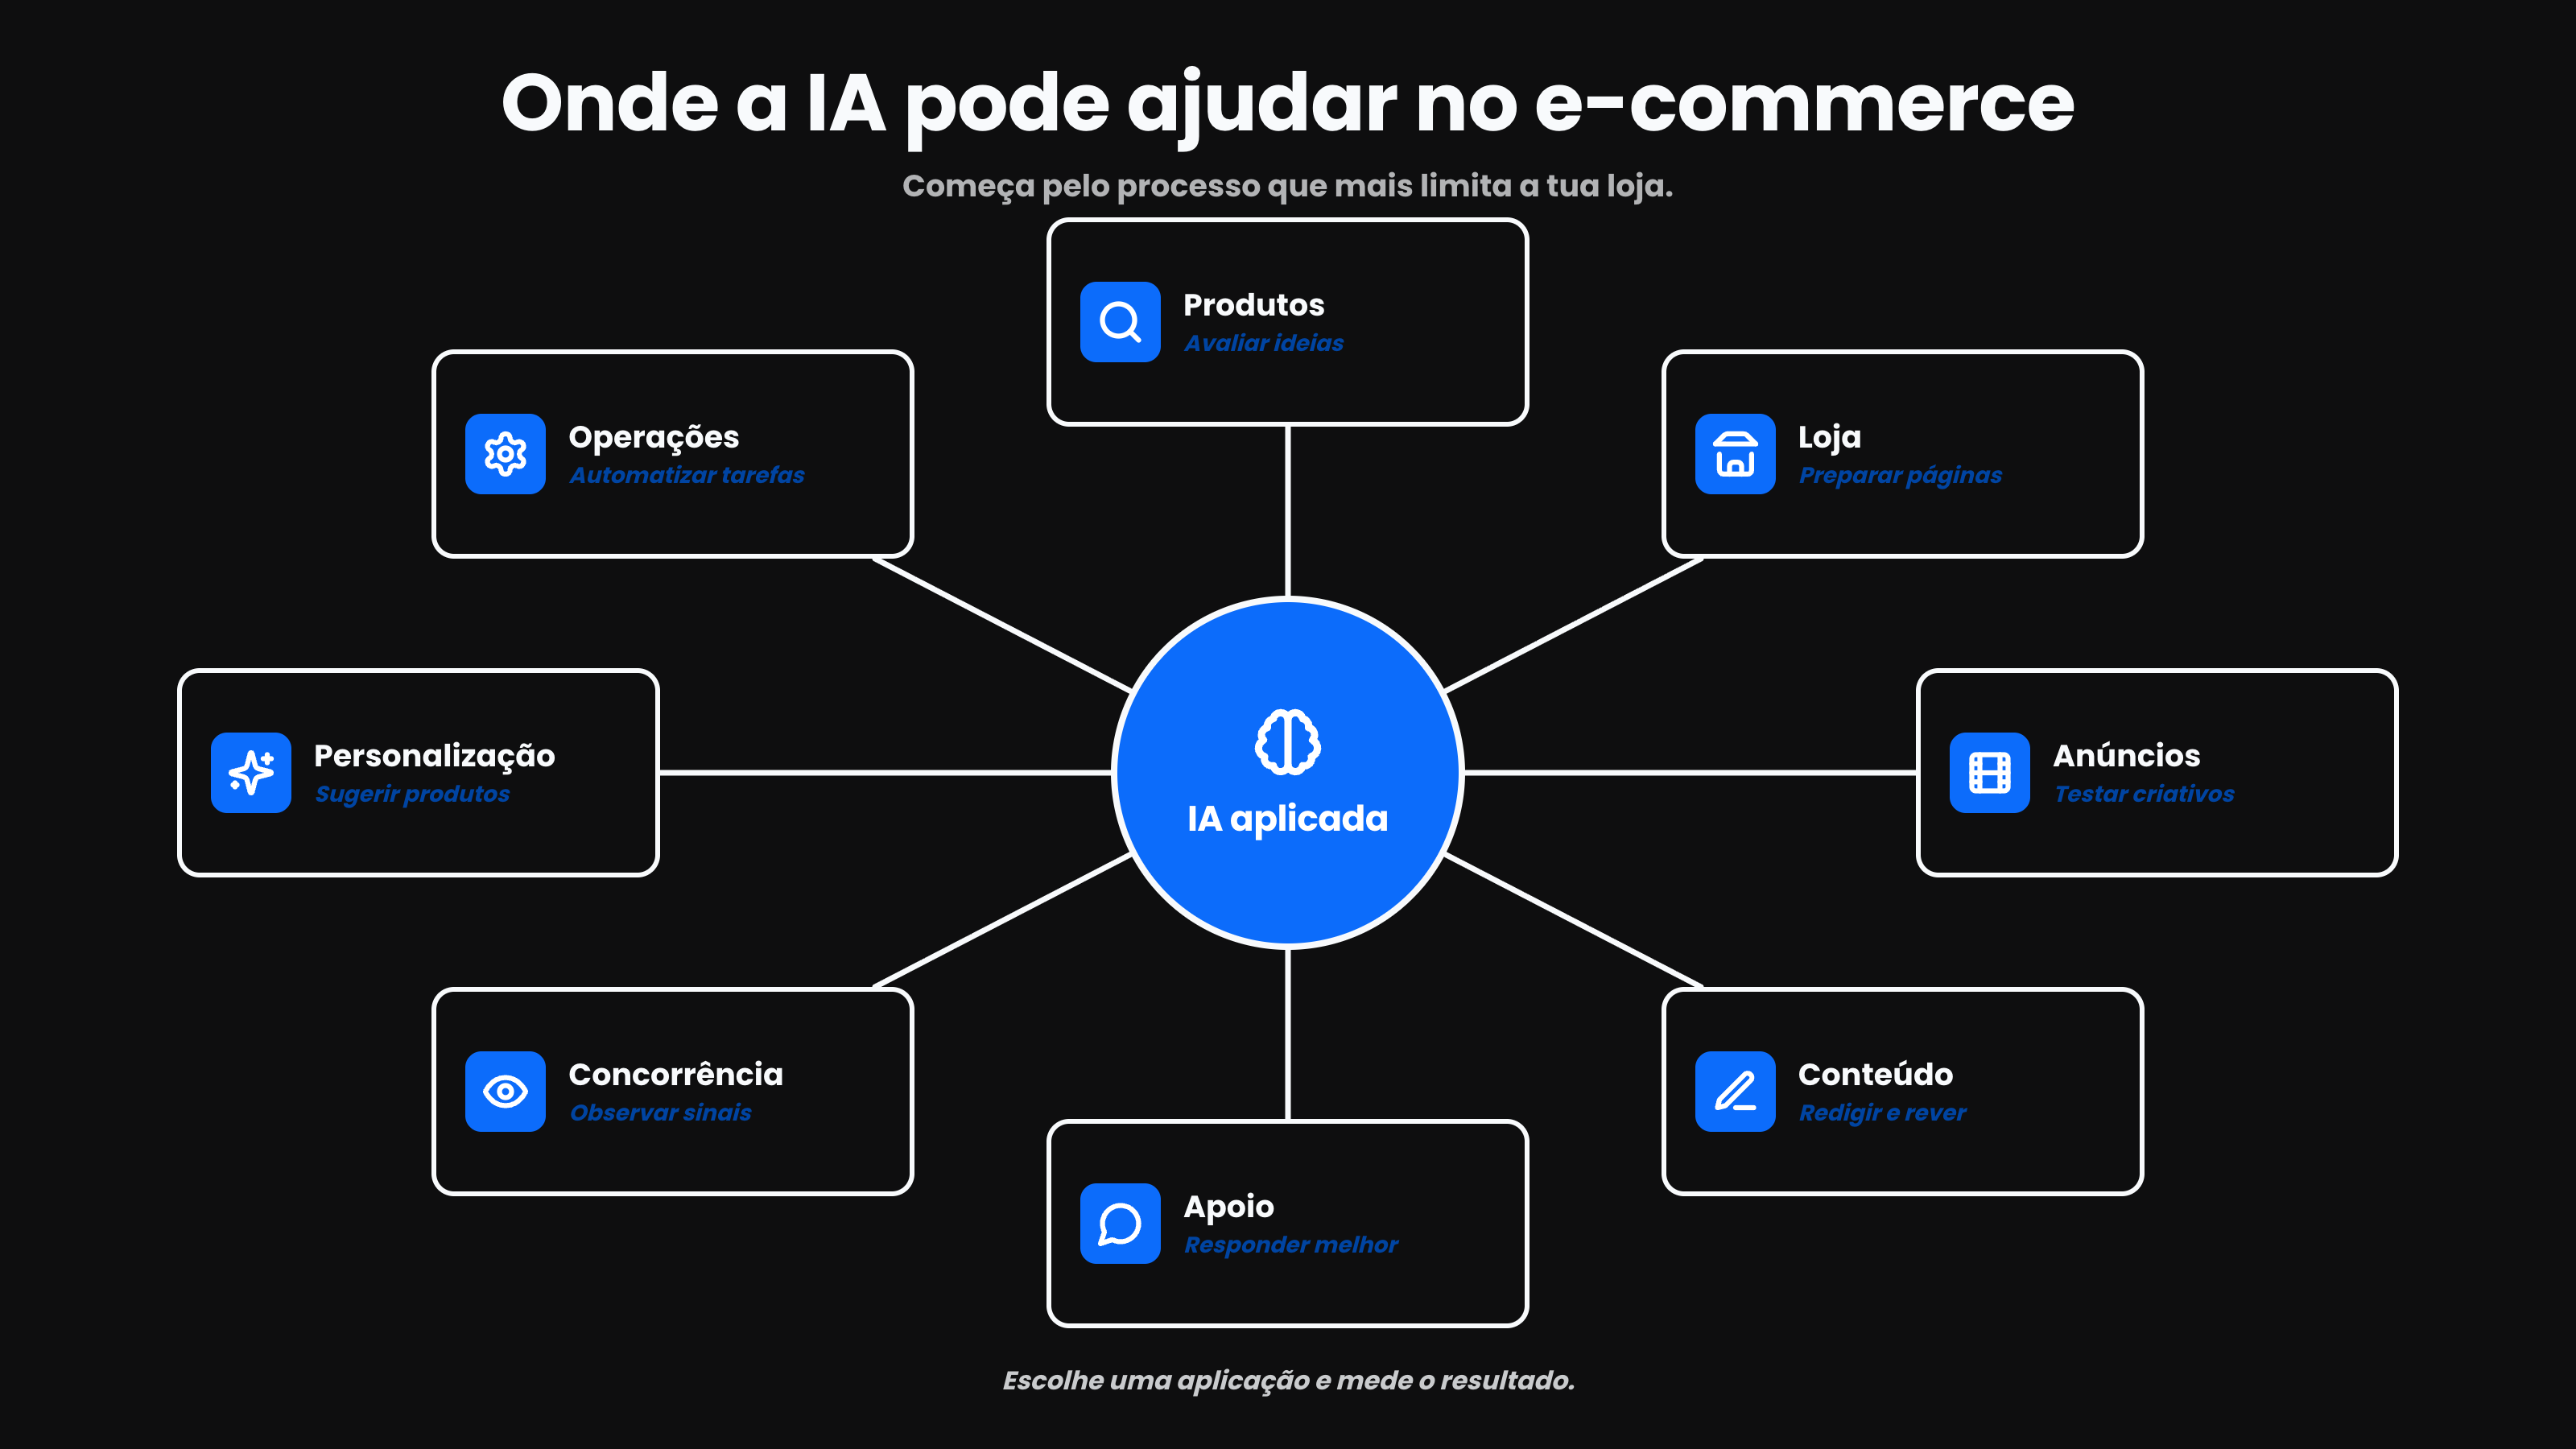 Onde a IA pode ajudar no e-commerce
Começa pelo processo que mais limita a tua loja.
Produtos
Avaliar ideias
Operações
Automatizar tarefas
Loja
Preparar páginas
Personalização
Sugerir produtos
IA aplicada
Anúncios
Testar criativos
Concorrência
Observar sinais
Conteúdo
Redigir e rever
Apoio
Responder melhor
Escolhe uma aplicação e mede o resultado.